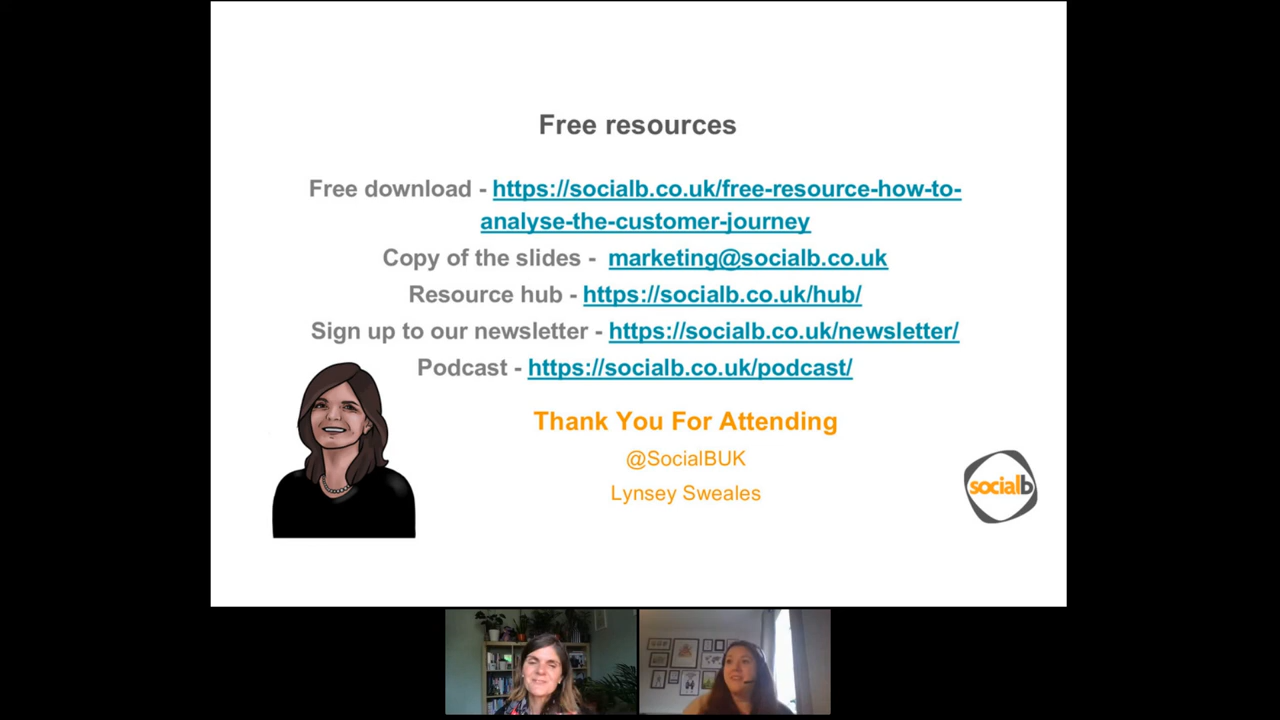 Free resources
Free download - https://socialb.co.uk/free-resource-how-to-
analyse-the-customer-journey
Copy of the slides - marketing@socialb.co.uk
Resource hub - https://socialb.co.uk/hub/
Sign up to our newsletter - https://socialb.co.uk/newsletter/
Podcast - https://socialb.co.uk/podcast/
Thank You For Attending
@SocialBUK
Lynsey Sweales
socialb